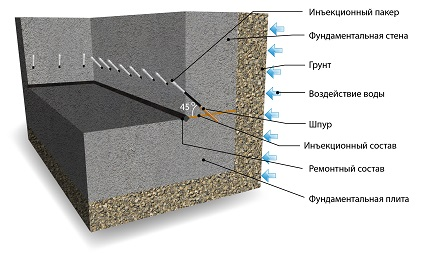 Инъекционный пакер
Фундаментальная стена
Грунт
Воздействие воды
45°
Шпур
Инъекционный состав
Ремонтный состав
Фундаментальная плита